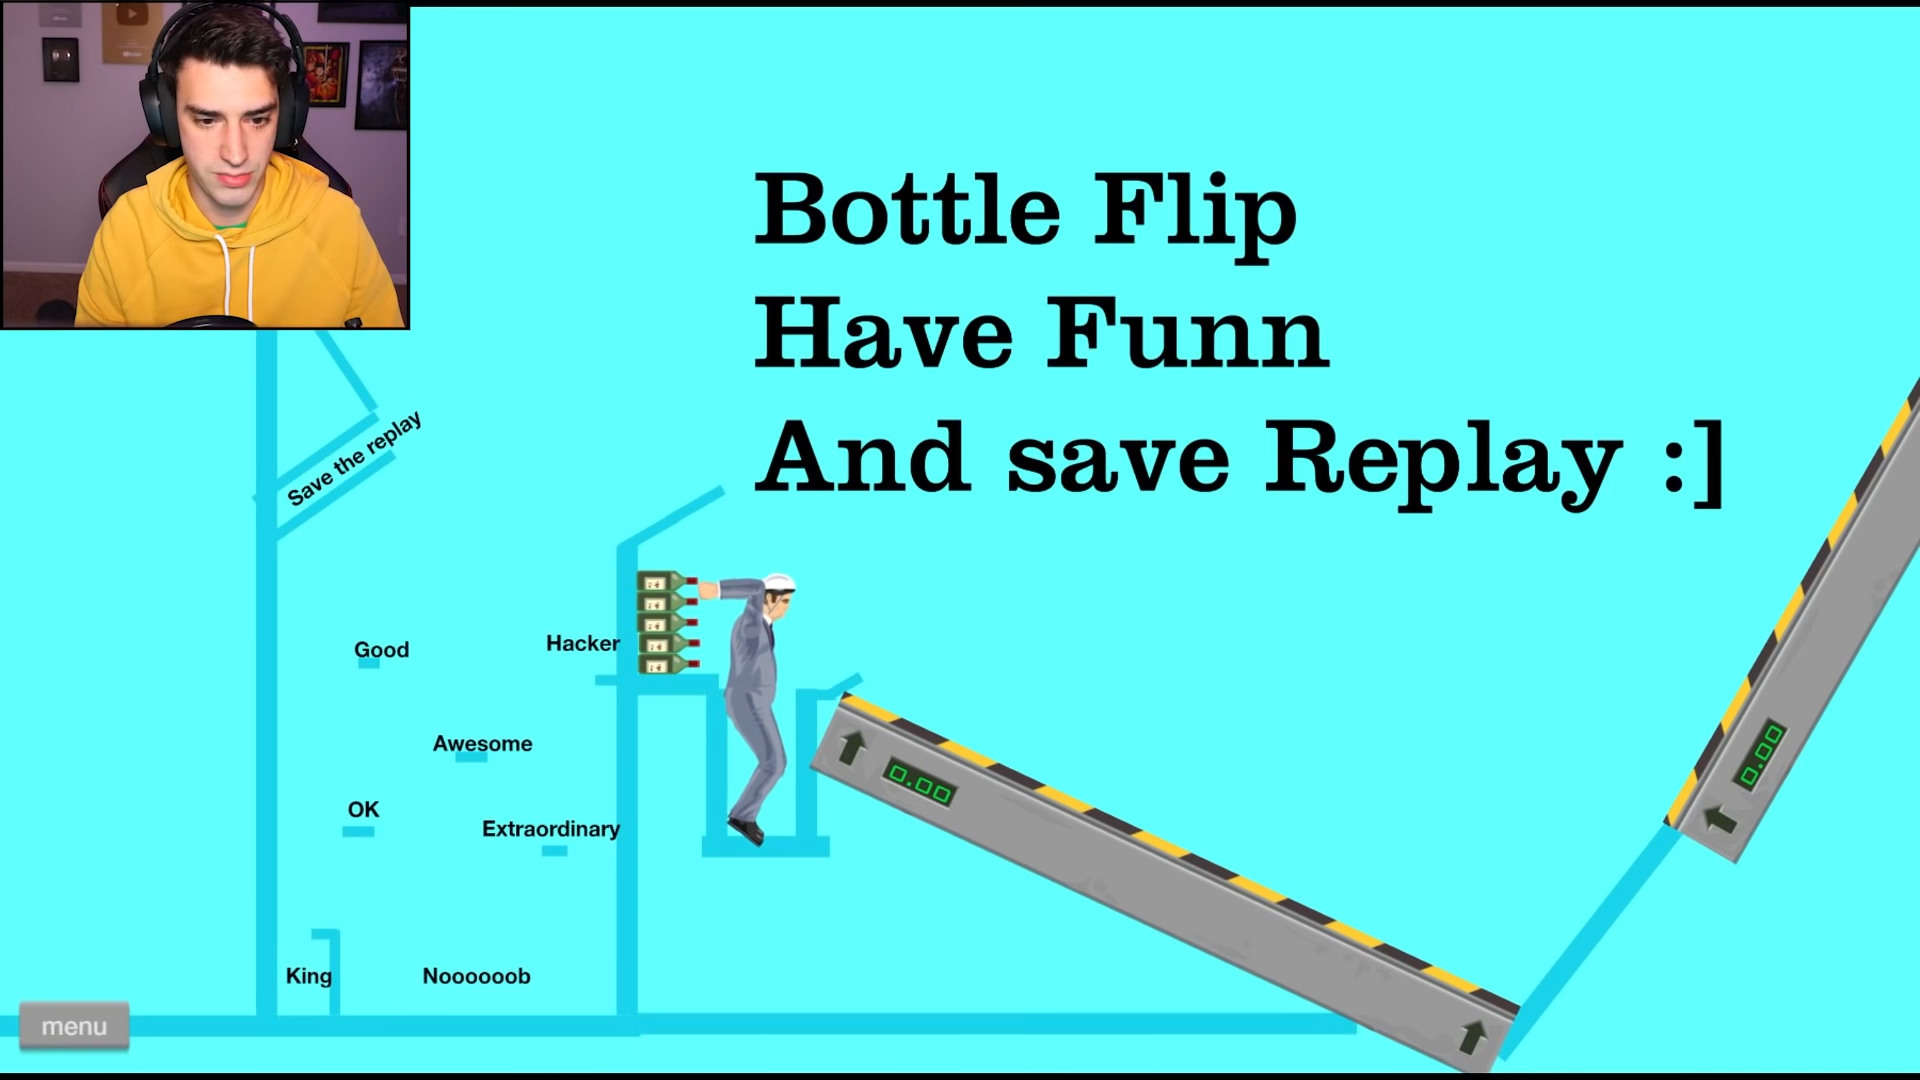 Bottle Flip
Have Funn
And save Replay :]
Save the replay
Good
Hacker
Awesome
OK
Extraordinary
King
Noooooob
0.00
0.00
menu